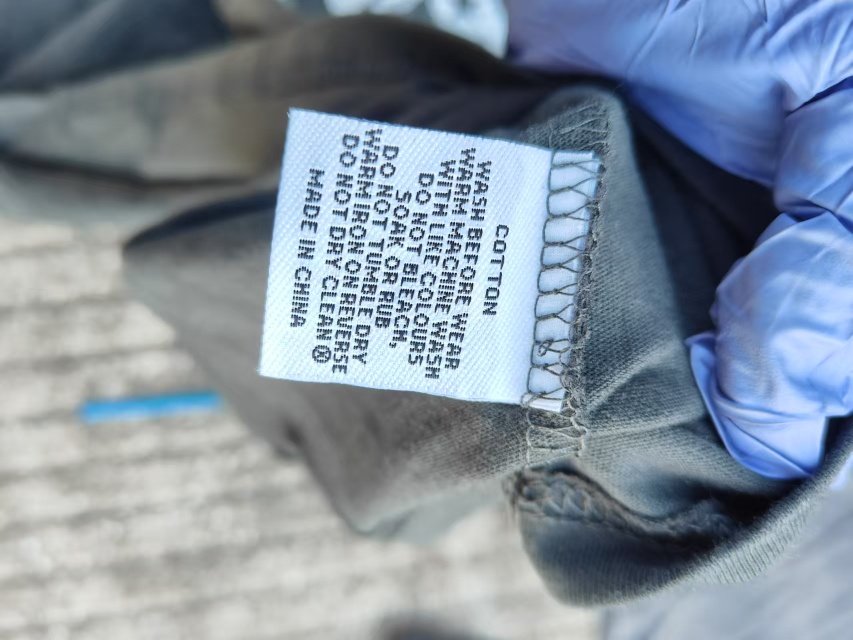 COTTON
WASH BEFORE WEAR
WARM MACHINE WASH
WITH LIKE COLOURS
DO NOT BLEACH
SOAK OR RUB
DO NOT TUMBLE DRY
WARM IRON ON REVERSE
DO NOT DRY CLEAN ®
MADE IN CHINA